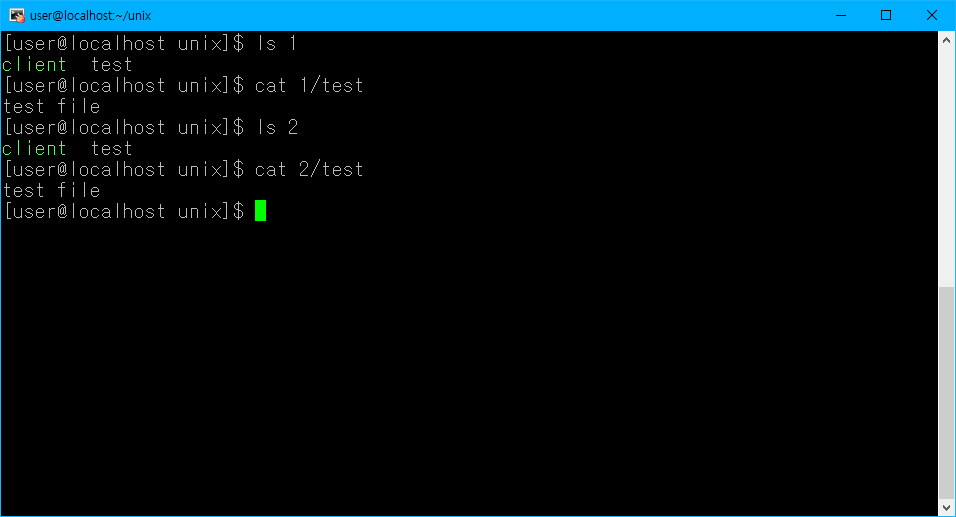 user@localhost:~/unix
[user@localhost unix]$ ls 1
client  test
[user@localhost unix]$ cat 1/test
test file
[user@localhost unix]$ ls 2
client  test
[user@localhost unix]$ cat 2/test
test file
[user@localhost unix]$